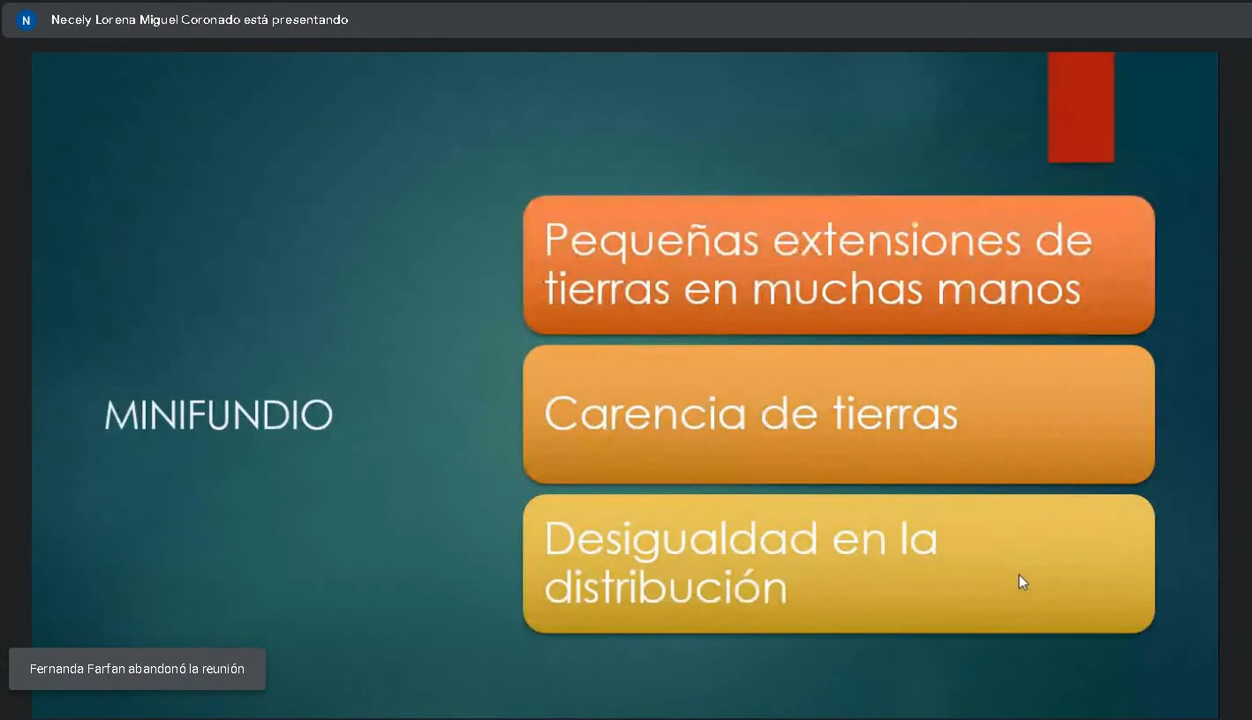 N
Necely Lorena Miguel Coronado está presentando
MINIFUNDIO
Pequeñas extensiones de
tierras en muchas manos
Carencia de tierras
Desigualdad en la
distribución
Fernanda Farfan abandonó la reunión